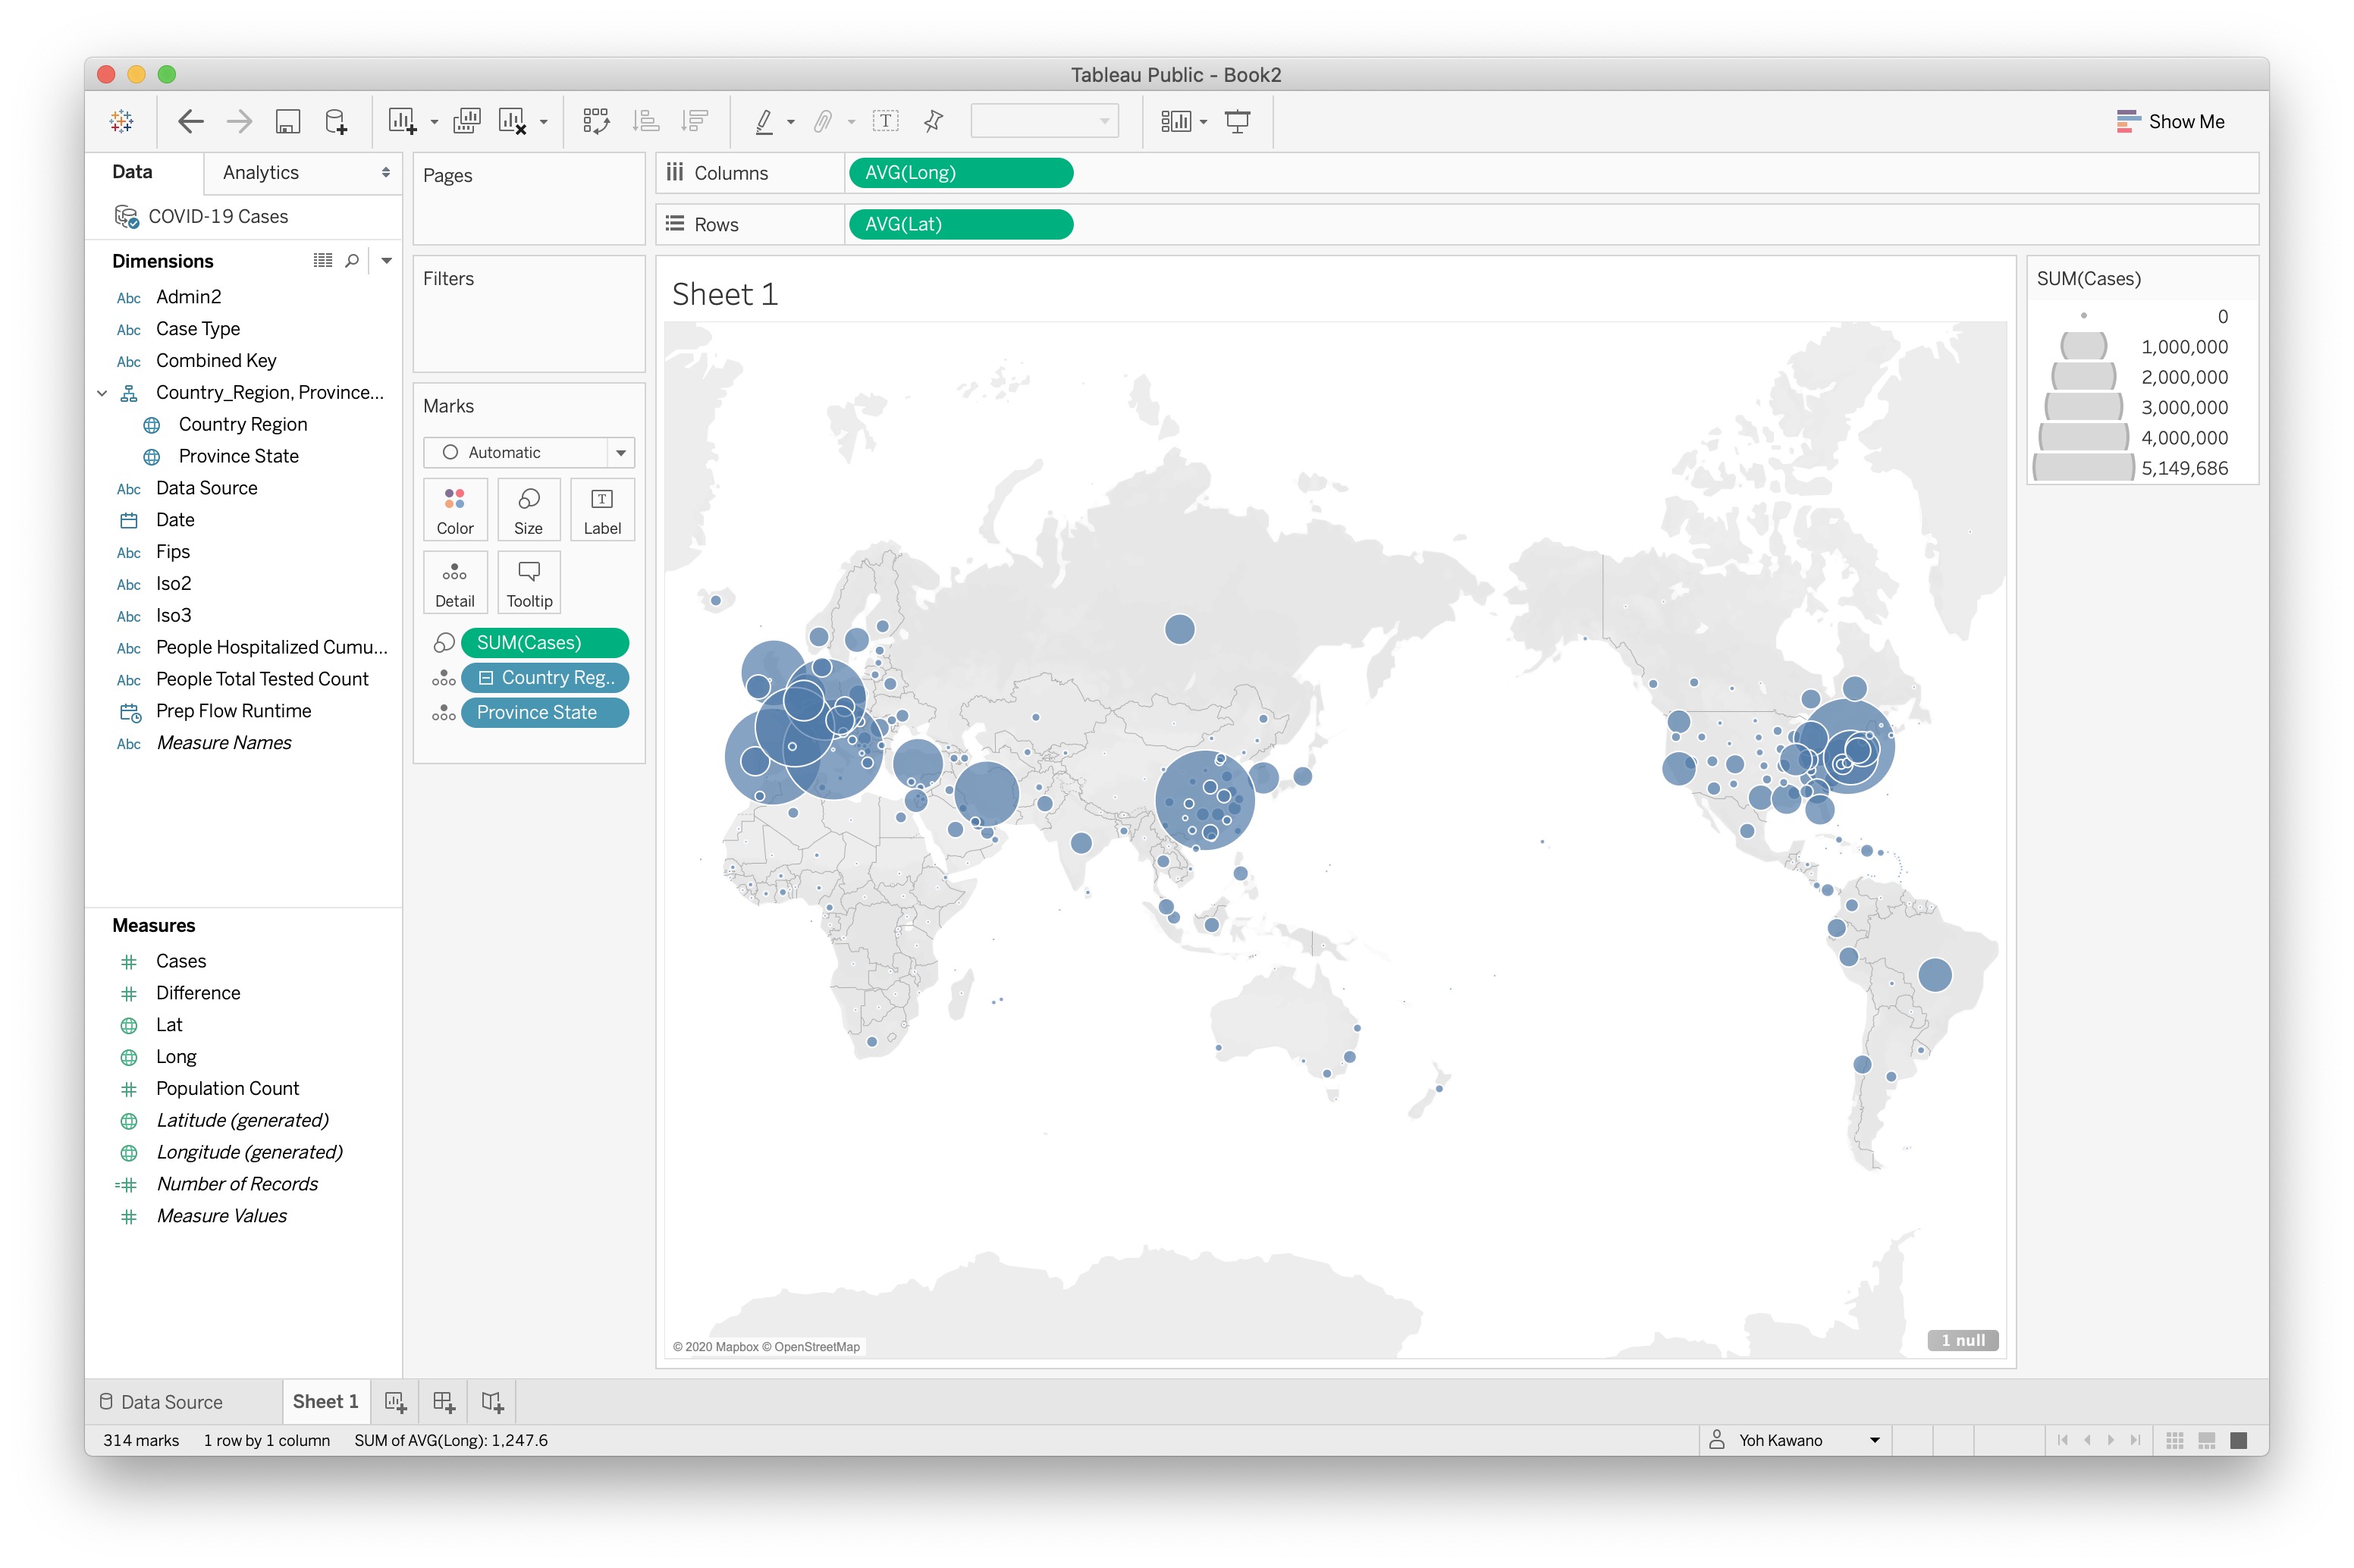 Tableau Public - Book2
Show Me
Data
Analytics
COVID-19 Cases
Dimensions
Abc Admin2
Abc Case Type
Abc Combined Key
Country_Region, Province...
Country Region
Province State
Abc Data Source
Date
Abc Fips
Abc Iso2
Abc Iso3
Abc People Hospitalized Cumu...
Abc People Total Tested Count
Prep Flow Runtime
Abc Measure Names
Measures
Cases
Difference
Lat
Long
Population Count
Latitude (generated)
Longitude (generated)
Number of Records
Measure Values
Pages
Filters
Marks
Automatic
Color
Size
Label
Detail
Tooltip
SUM(Cases)
Country Reg..
Province State
Columns
AVG(Long)
Rows
AVG(Lat)
Sheet 1
© 2020 Mapbox © OpenStreetMap
1 null
SUM(Cases)
0
1,000,000
2,000,000
3,000,000
4,000,000
5,149,686
Data Source
Sheet 1
314 marks
1 row by 1 column
SUM of AVG(Long): 1,247.6
Yoh Kawano